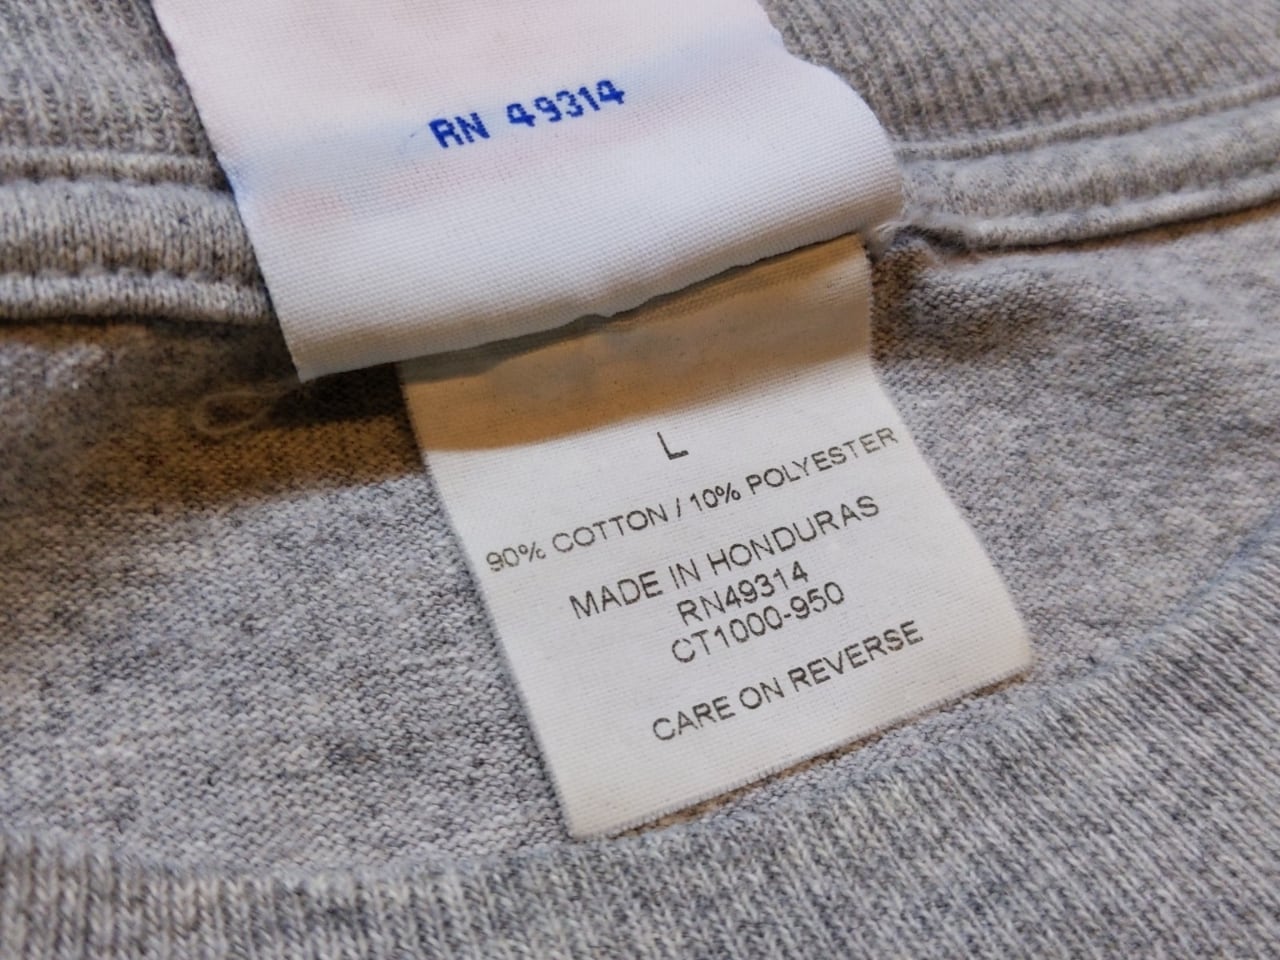 RN 49314
L
90% COTTON / 10% POLYESTER
MADE IN HONDURAS
RN49314
CT1000-950
CARE ON REVERSE